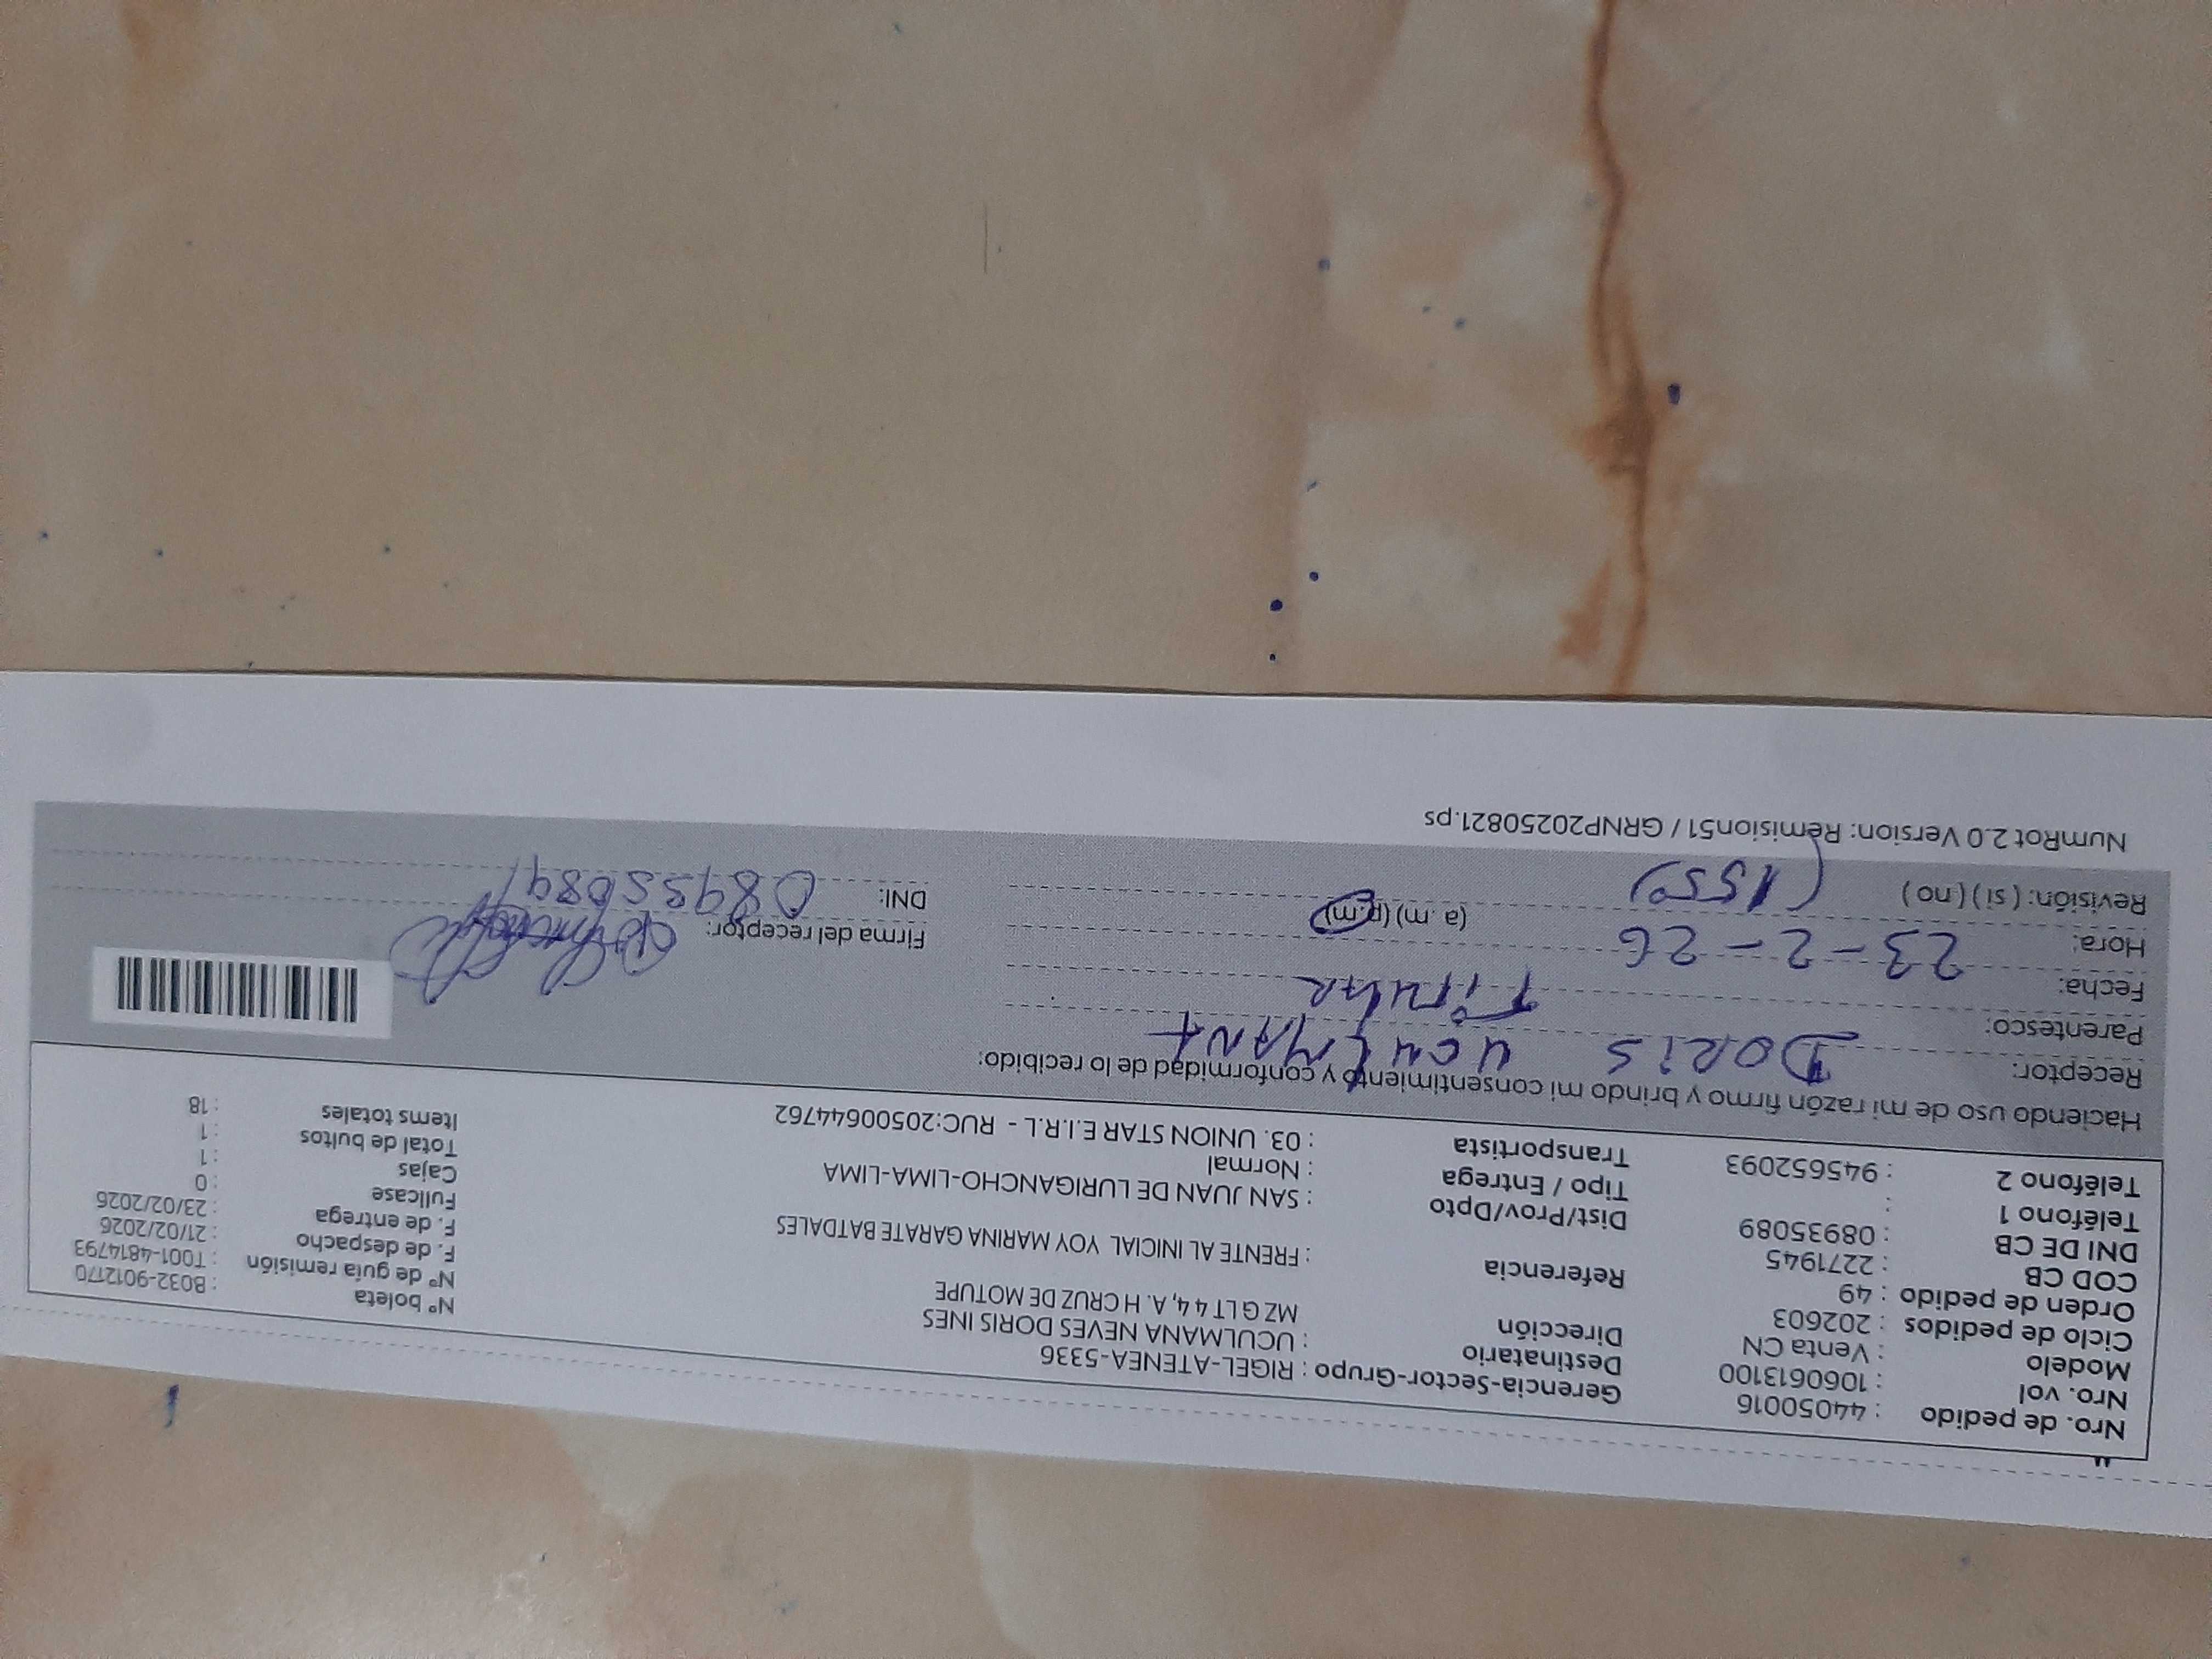 Nro. de pedido : 44050016
Nro. vol : 1060613100
Modelo : Venta CN
Ciclo de pedidos : 202603
Orden de pedido : 49
COD CB : 2271945
DNI DE CB : 08935089
Teléfono 1 :
Teléfono 2 : 945652093
Gerencia-Sector-Grupo : RIGEL-ATENEA-5336
Destinatario : UCULMANA NEVES DORIS INES
Dirección MZ G LT 4 4, A. H CRUZ DE MOTUPE
Referencia : FRENTE AL INICIAL YOY MARINA GARATE BATDALES
Dist/Prov/Dpto : SAN JUAN DE LURIGANCHO-LIMA-LIMA
Tipo / Entrega : Normal
Transportista : 03. UNION STAR E.I.R.L - RUC:20500644762
N° boleta : B032-9012170
N° de guía remisión : T001-4814793
F. de despacho : 21/02/2026
F. de entrega : 23/02/2026
Fullcase : 0
Cajas : 1
Total de bultos : 1
Items totales : 18
Haciendo uso de mi razón firmo y brindo mi consentimiento y conformidad de lo recibido:
Receptor: DORIS UCULMANA
Parentesco: Titular
Fecha: 23-2-26
Hora: (a. m) (p.m)
Revisión: ( si ) ( no ) (1550)
Firma del receptor:
DNI: 08935089
NumRot 2.0 Version: Remision51 / GRNP20250821.ps